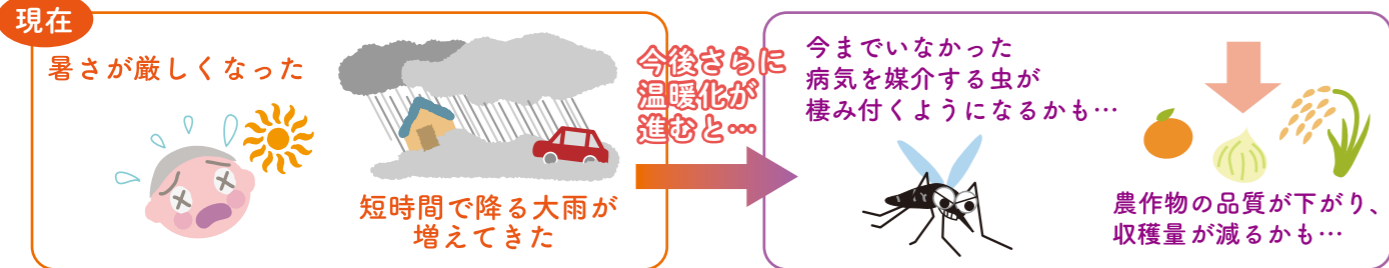 現在
暑さが厳しくなった
短時間で降る大雨が
増えてきた
今後さらに
温暖化が
進むと…
今までいなかった
病気を媒介する虫が
棲み付くようになるかも…
農作物の品質が下がり、
収穫量が減るかも…